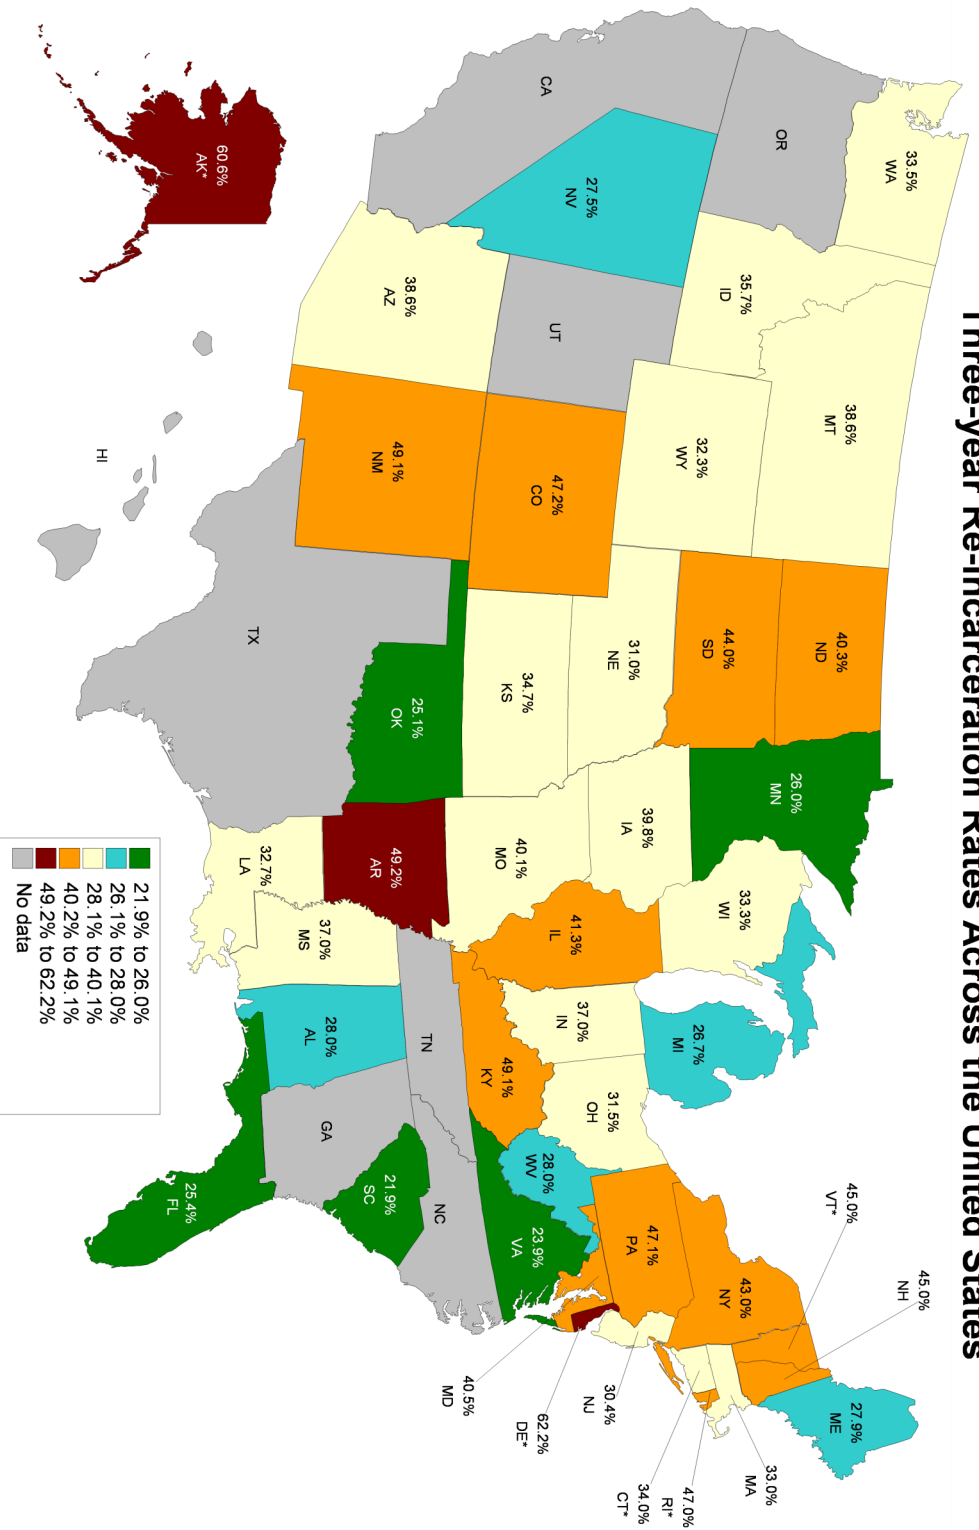 Three-year Re-incarceration Rates Across the United States
33.5%
WA
OR
CA
27.5%
NV
35.7%
ID
38.6%
MT
32.3%
WY
UT
38.6%
AZ
47.2%
CO
49.1%
NM
40.3%
ND
44.0%
SD
31.0%
NE
34.7%
KS
25.1%
OK
TX
26.0%
MN
39.8%
IA
40.1%
MO
49.2%
AR
32.7%
LA
33.3%
WI
41.3%
IL
26.7%
MI
37.0%
IN
31.5%
OH
49.1%
KY
TN
37.0%
MS
28.0%
AL
GA
25.4%
FL
21.9%
SC
NC
23.9%
VA
28.0%
WV
47.1%
PA
43.0%
NY
45.0%
VT*
45.0%
NH
27.9%
ME
33.0%
MA
47.0%
RI*
34.0%
CT*
30.4%
NJ
62.2%
DE*
40.5%
MD
60.6%
AK*
HI
21.9% to 26.0%
26.1% to 28.0%
28.1% to 40.1%
40.2% to 49.1%
49.2% to 62.2%
No data